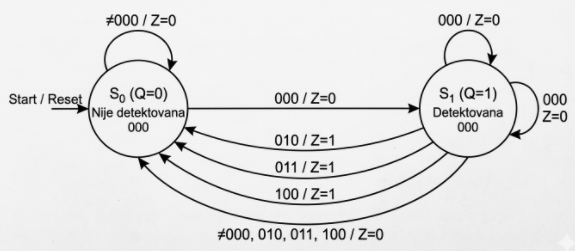 ≠000 / Z=0
000 / Z=0
Start / Reset
S₀ (Q=0)
Nije detektovana
000
000 / Z=0
S₁ (Q=1)
Detektovana
000
000
Z=0
010 / Z=1
011 / Z=1
100 / Z=1
≠000, 010, 011, 100 / Z=0